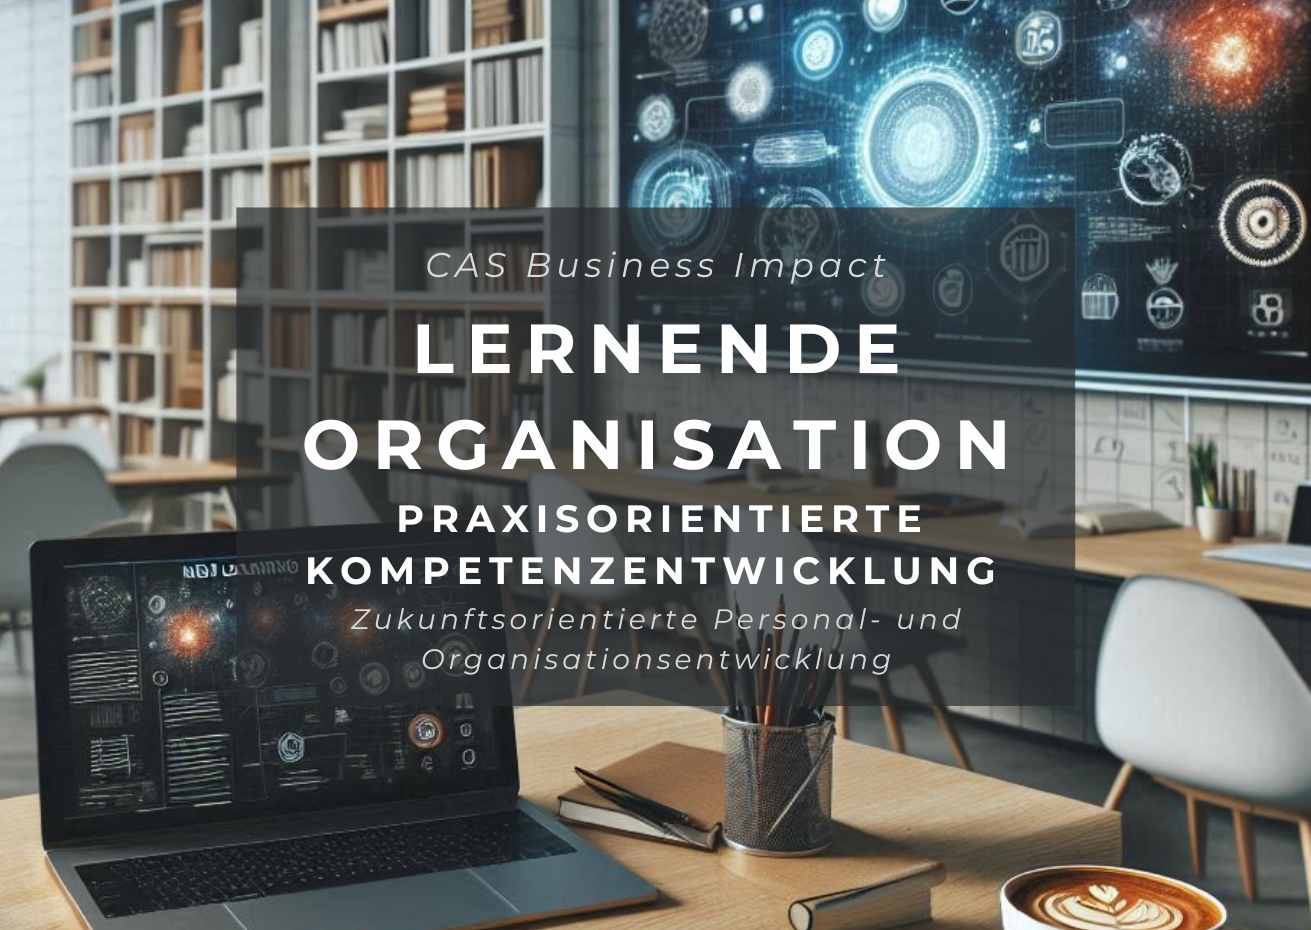 CAS Business Impact
LERNENDE
ORGANISATION
PRAXISORIENTIERTE
KOMPETENZENTWICKLUNG
Zukunftsorientierte Personal- und
Organisationsentwicklung